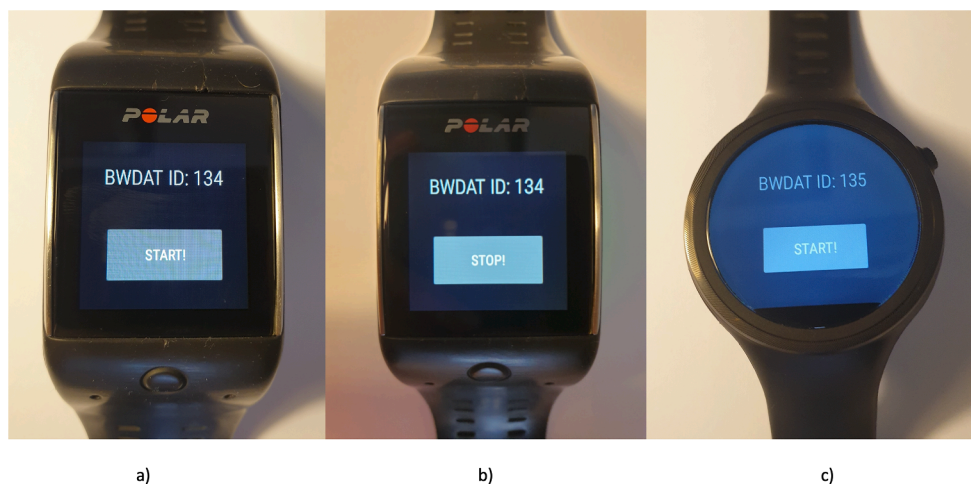 POLAR
BWDAT ID: 134
START!
POLAR
BWDAT ID: 134
STOP!
BWDAT ID: 135
START!
a)
b)
c)